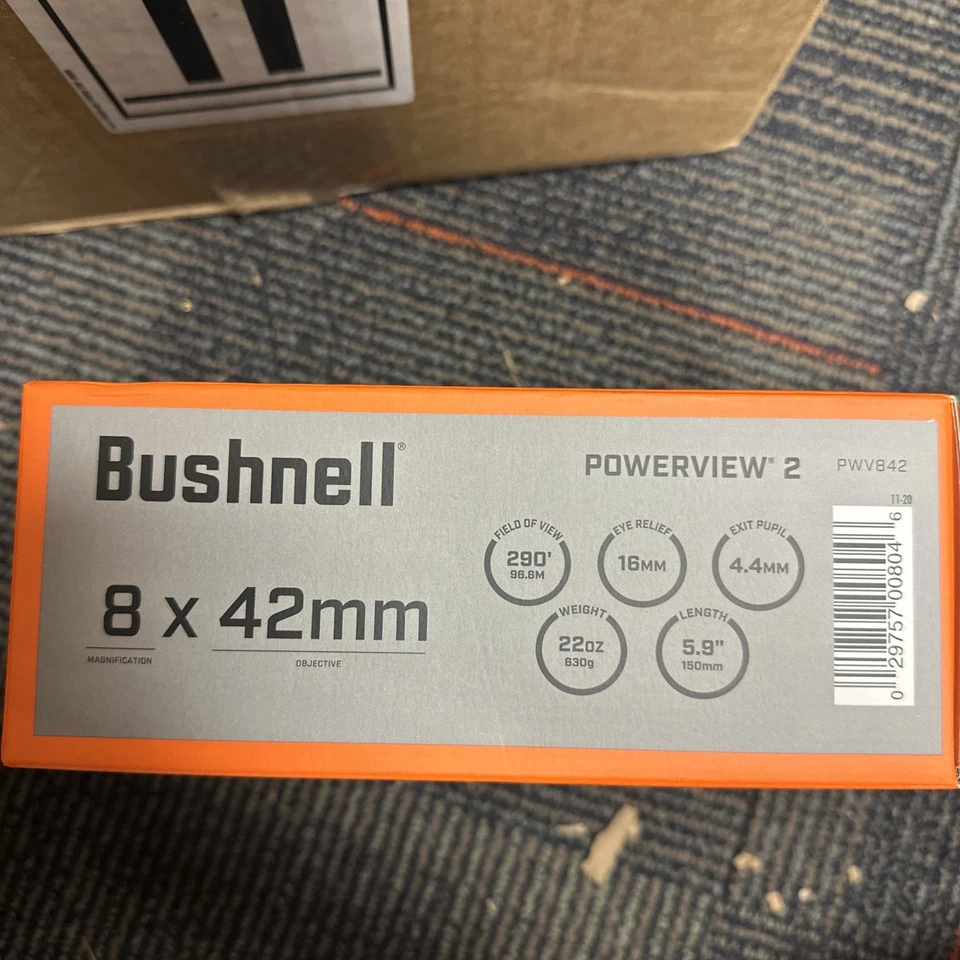 Bushnell®
POWERVIEW® 2
PWV842
11-20
8 x 42mm
MAGNIFICATION
OBJECTIVE
FIELD OF VIEW
290'
96.6M
EYE RELIEF
16MM
EXIT PUPIL
4.4MM
WEIGHT
22OZ
630g
LENGTH
5.9"
150mm
0 29757 00804 6